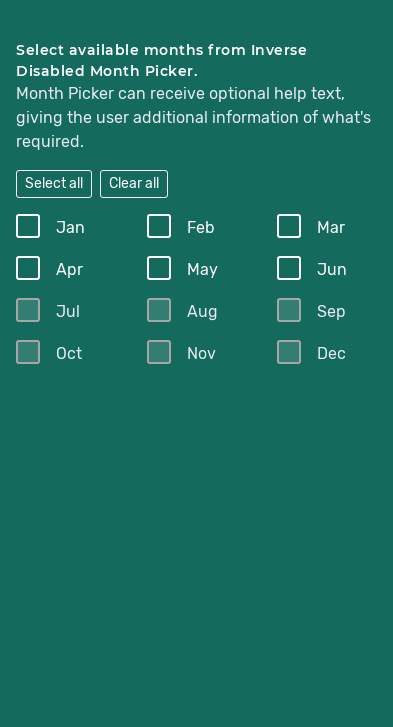 Select available months from Inverse
Disabled Month Picker.
Month Picker can receive optional help text,
giving the user additional information of what's
required.
Select all Clear all
Jan Feb Mar
Apr May Jun
Jul Aug Sep
Oct Nov Dec